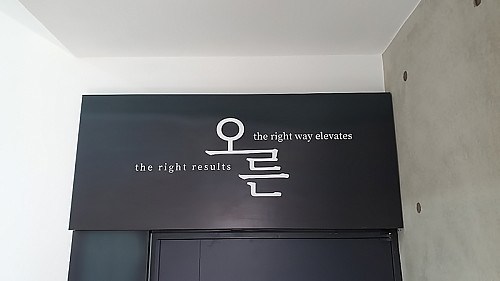 오른
the right way elevates
the right results